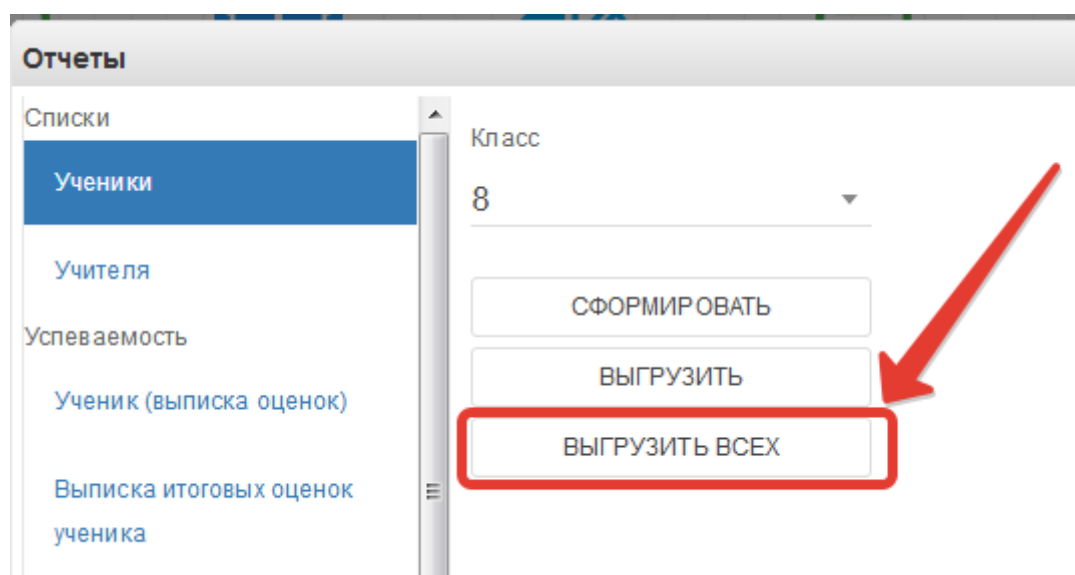 Отчеты
Списки
Ученики
Учителя
Успеваемость
Ученик (выписка оценок)
Выписка итоговых оценок
ученика
Класс
8
СФОРМИРОВАТЬ
ВЫГРУЗИТЬ
ВЫГРУЗИТЬ ВСЕХ